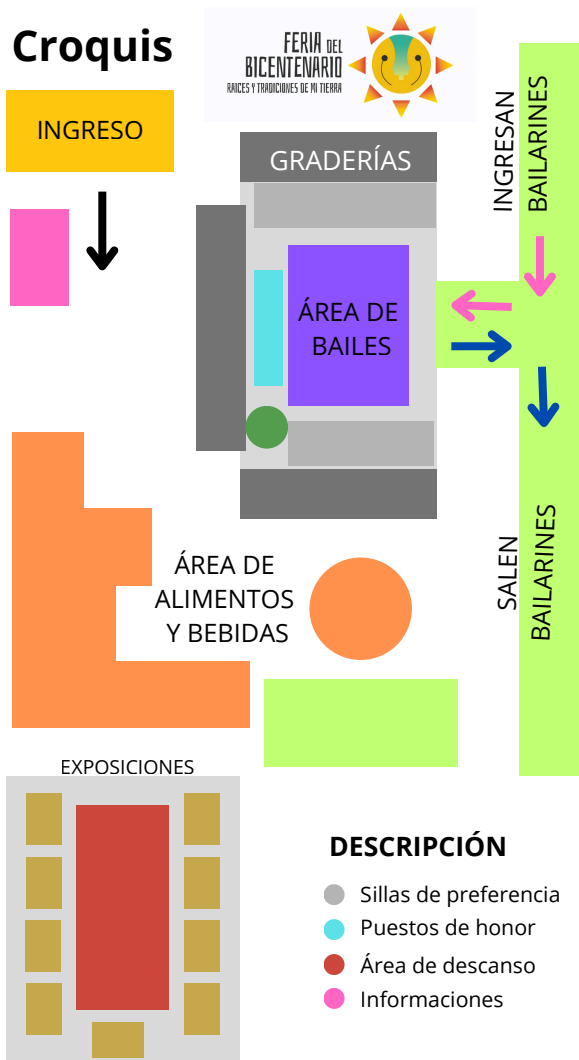 Croquis
FERIA DEL
BICENTENARIO
RAICES Y TRADICIONES DE MI TIERRA
INGRESO
GRADERÍAS
INGRESAN
BAILARINES
ÁREA DE
BAILES
SALEN
BAILARINES
ÁREA DE
ALIMENTOS
Y BEBIDAS
EXPOSICIONES
DESCRIPCIÓN
Sillas de preferencia
Puestos de honor
Área de descanso
Informaciones